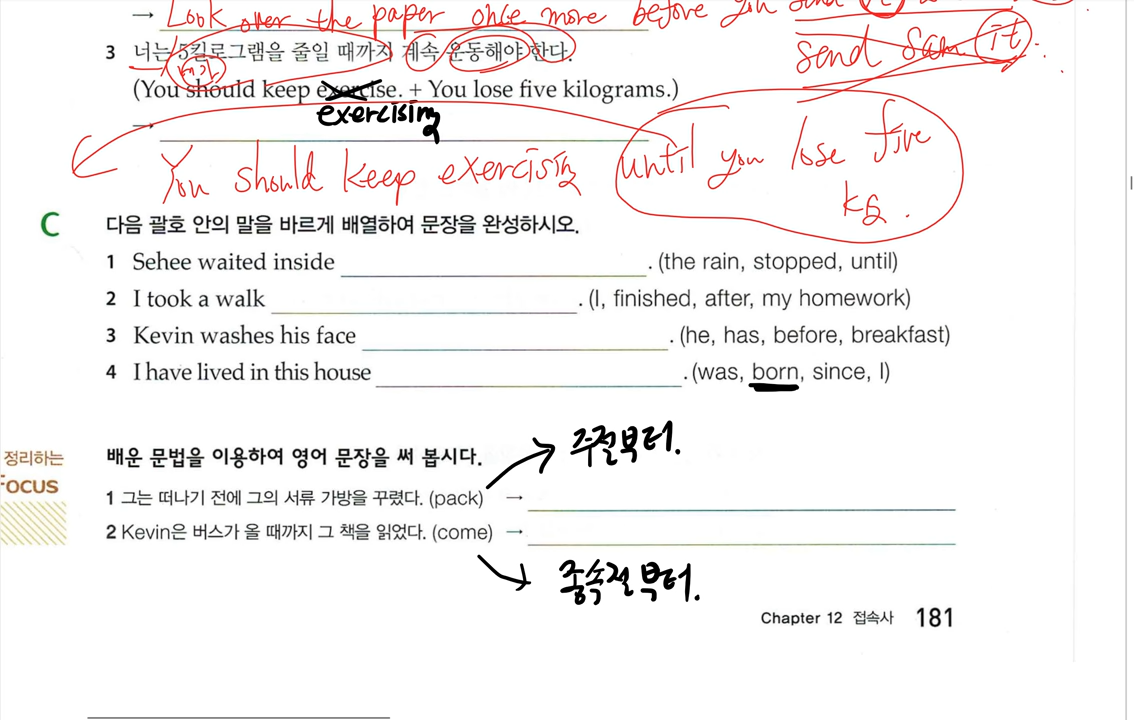 → Look over the paper once more before you send it
send Sam it.
3 너는 5킬로그램을 줄일 때까지 계속 운동해야 한다.
(You should keep exercise. + You lose five kilograms.)
exercising
→
You should keep exercising until you lose five kg.
C 다음 괄호 안의 말을 바르게 배열하여 문장을 완성하시오.
1 Sehee waited inside . (the rain, stopped, until)
2 I took a walk . (I, finished, after, my homework)
3 Kevin washes his face . (he, has, before, breakfast)
4 I have lived in this house . (was, born, since, I)
주절부터.
정리하는 배운 문법을 이용하여 영어 문장을 써 봅시다.
FOCUS
1 그는 떠나기 전에 그의 서류 가방을 꾸렸다. (pack) →
2 Kevin은 버스가 올 때까지 그 책을 읽었다. (come) →
종속절부터.
Chapter 12 접속사 181